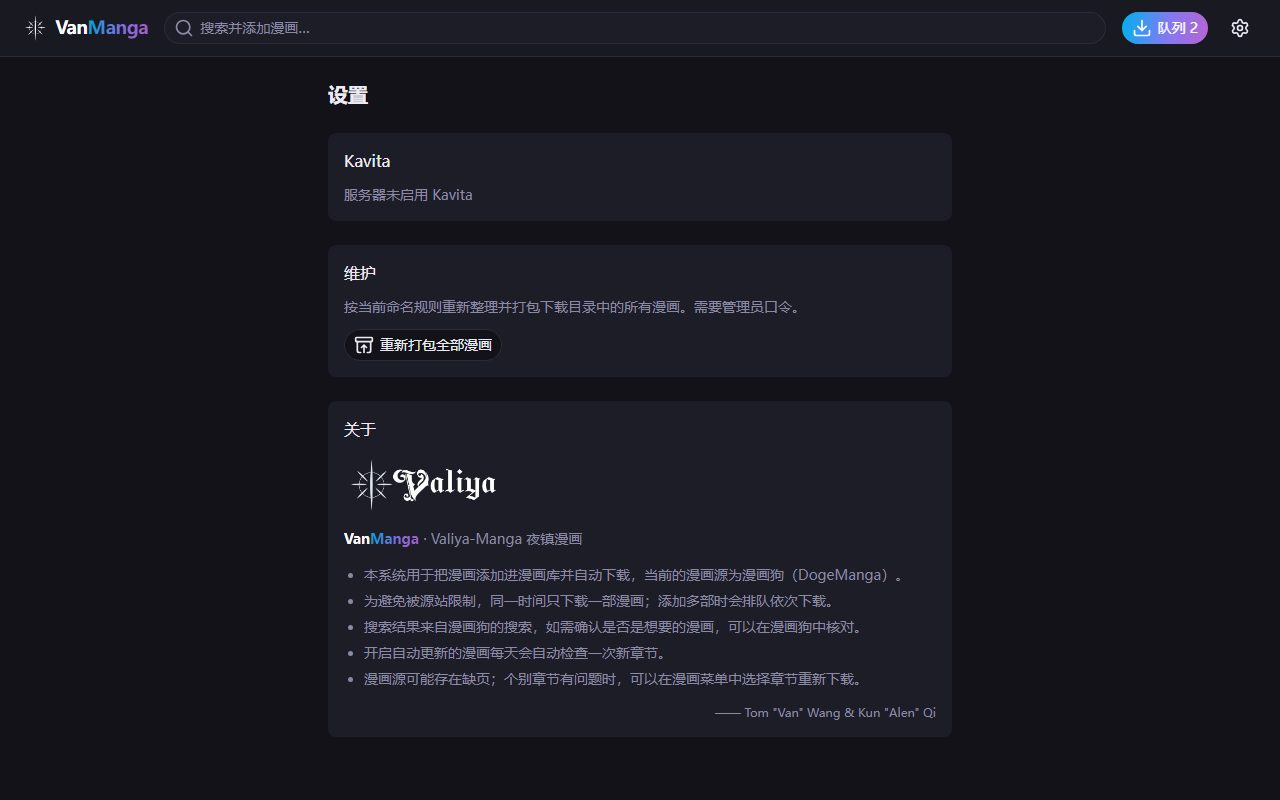 VanManga
搜索并添加漫画...
队列 2
设置
Kavita
服务器未启用 Kavita
维护
按当前命名规则重新整理并打包下载目录中的所有漫画。需要管理员口令。
重新打包全部漫画
关于
Valiya
VanManga · Valiya-Manga 夜镇漫画
本系统用于把漫画添加进漫画库并自动下载，当前的漫画源为漫画狗（DogeManga）。
为避免被源站限制，同一时间只下载一部漫画；添加多部时会排队依次下载。
搜索结果来自漫画狗的搜索，如需确认是否是想要的漫画，可以在漫画狗中核对。
开启自动更新的漫画每天会自动检查一次新章节。
漫画源可能存在缺页；个别章节有问题时，可以在漫画菜单中选择章节重新下载。
—— Tom "Van" Wang & Kun "Alen" Qi